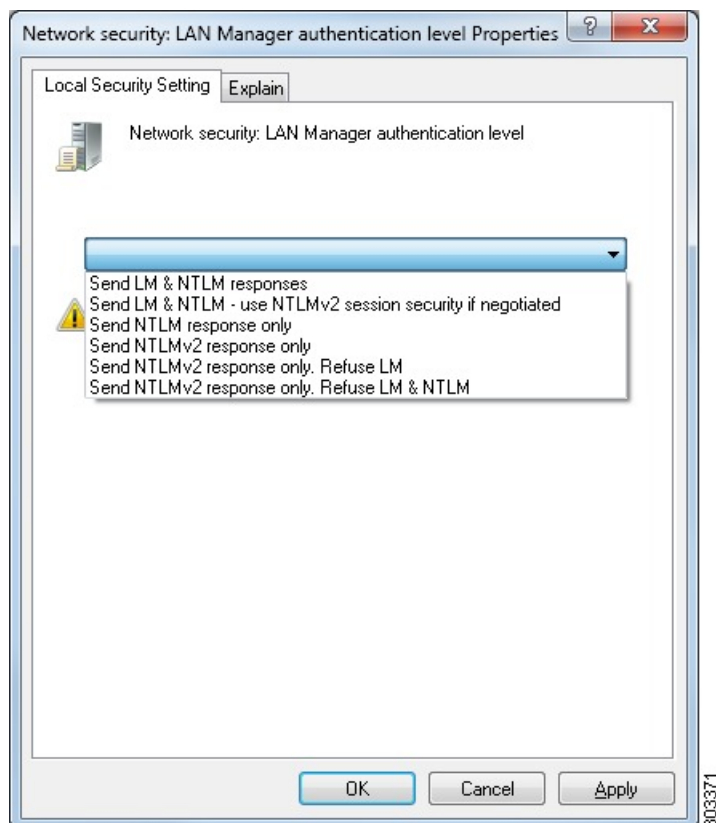 Network security: LAN Manager authentication level Properties
Local Security Setting
Explain
Network security: LAN Manager authentication level
Send LM & NTLM responses
Send LM & NTLM - use NTLMv2 session security if negotiated
Send NTLM response only
Send NTLMv2 response only
Send NTLMv2 response only. Refuse LM
Send NTLMv2 response only. Refuse LM & NTLM
OK
Cancel
Apply
303371